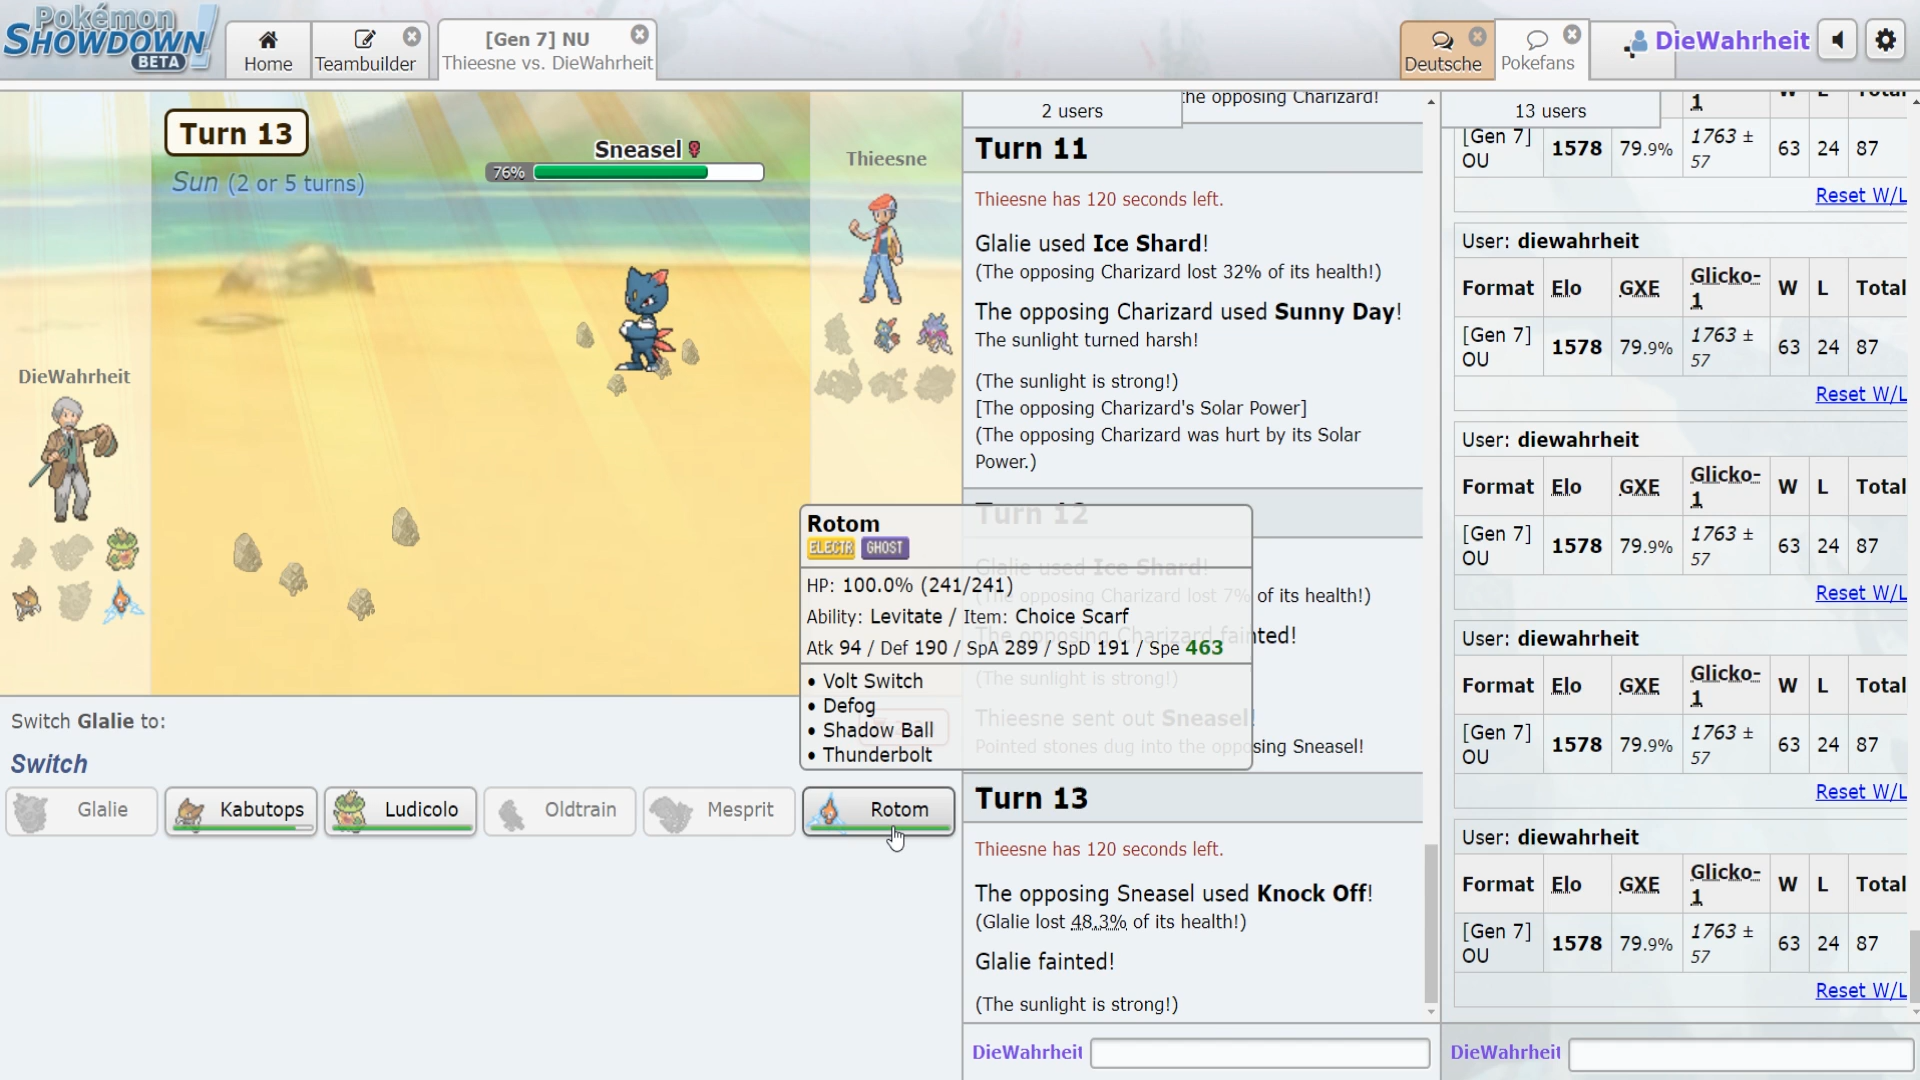 Pokémon
SHOWDOWN!
BETA
Home
Teambuilder
[Gen 7] NU
Thieesne vs. DieWahrheit
Deutsche
Pokefans
DieWahrheit
Turn 13
Sun (2 or 5 turns)
Sneasel
76%
Thieesne
DieWahrheit
Switch Glalie to:
Switch
Glalie
Kabutops
Ludicolo
Oldtrain
Mesprit
Rotom
Rotom
ELECTR GHOST
HP: 100.0% (241/241)
Ability: Levitate / Item: Choice Scarf
Atk 94 / Def 190 / SpA 289 / SpD 191 / Spe 463
• Volt Switch
• Defog
• Shadow Ball
• Thunderbolt
2 users
the opposing Charizard!
Turn 11
Thieesne has 120 seconds left.
Glalie used Ice Shard!
(The opposing Charizard lost 32% of its health!)
The opposing Charizard used Sunny Day!
The sunlight turned harsh!
(The sunlight is strong!)
[The opposing Charizard's Solar Power]
(The opposing Charizard was hurt by its Solar
Power.)
Turn 12
Glalie used Ice Shard!
(The opposing Charizard lost 7% of its health!)
The opposing Charizard fainted!
(The sunlight is strong!)
Thieesne sent out Sneasel!
Pointed stones dug into the opposing Sneasel!
Turn 13
Thieesne has 120 seconds left.
The opposing Sneasel used Knock Off!
(Glalie lost 48.3% of its health!)
Glalie fainted!
(The sunlight is strong!)
DieWahrheit
13 users
1 W L Total
[Gen 7] OU 1578 79.9% 1763 ± 57 63 24 87
Reset W/L
User: diewahrheit
Format Elo GXE Glicko-1 W L Total
[Gen 7] OU 1578 79.9% 1763 ± 57 63 24 87
Reset W/L
User: diewahrheit
Format Elo GXE Glicko-1 W L Total
[Gen 7] OU 1578 79.9% 1763 ± 57 63 24 87
Reset W/L
User: diewahrheit
Format Elo GXE Glicko-1 W L Total
[Gen 7] OU 1578 79.9% 1763 ± 57 63 24 87
Reset W/L
User: diewahrheit
Format Elo GXE Glicko-1 W L Total
[Gen 7] OU 1578 79.9% 1763 ± 57 63 24 87
Reset W/L
DieWahrheit